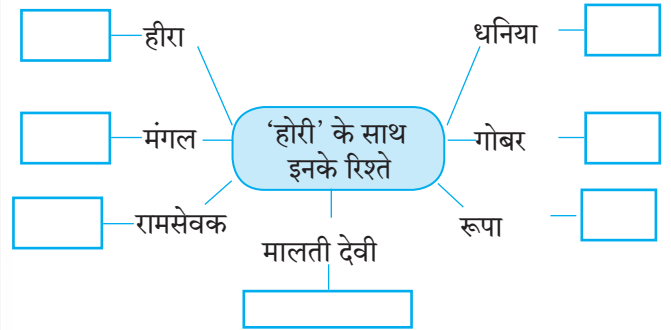 हीरा
धनिया
मंगल
‘होरी’ के साथ
इनके रिश्ते
गोबर
रामसेवक
रूपा
मालती देवी